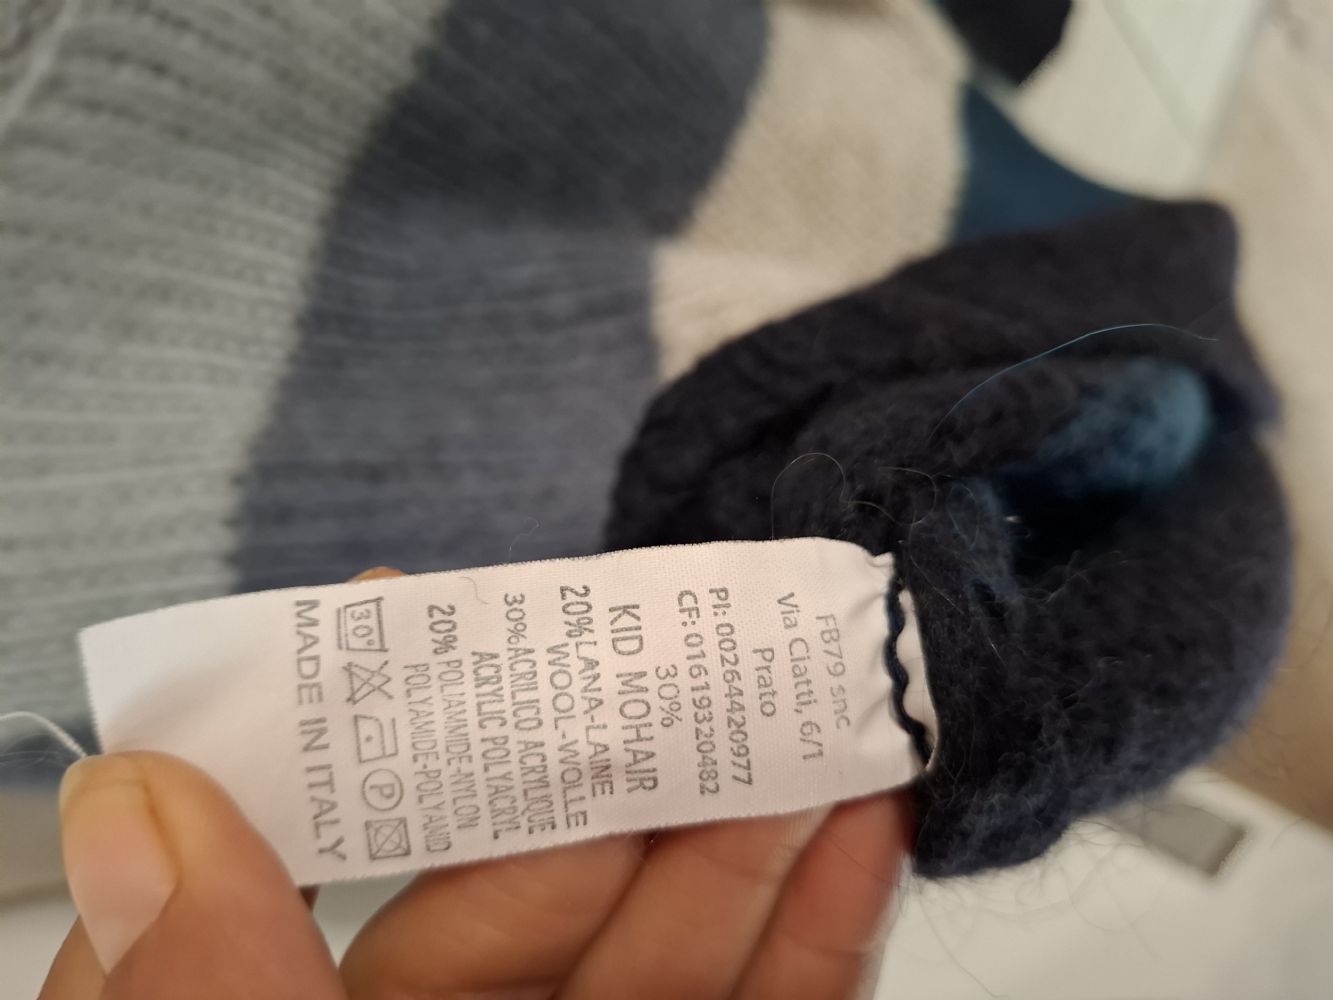 FB79 snc
Via Ciatti, 6/1
Prato
PI: 00264420977
CF: 01619320482
30%
KID MOHAIR
20% LANA-LAINE
WOOL-WOLLE
30% ACRILICO ACRYLIQUE
ACRYLIC POLYACRYL
20% POLIAMIDE-NYLON
POLYAMIDE-POLYAMID
30°
P
MADE IN ITALY